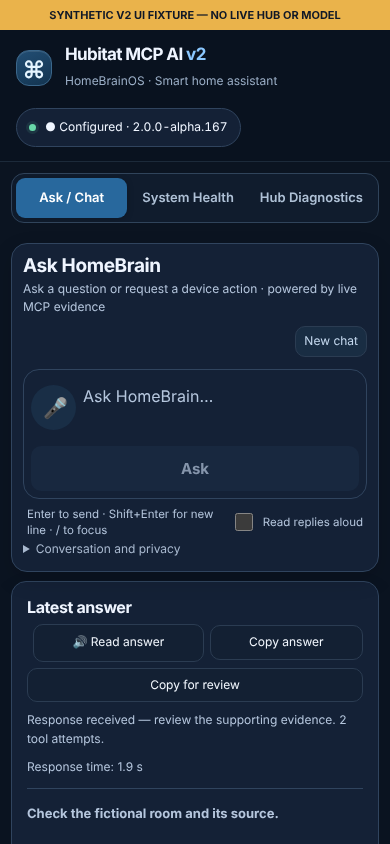 SYNTHETIC V2 UI FIXTURE — NO LIVE HUB OR MODEL
Hubitat MCP AI v2
HomeBrainOS · Smart home assistant
Configured · 2.0.0-alpha.167
Ask / Chat
System Health
Hub Diagnostics
Ask HomeBrain
Ask a question or request a device action · powered by live
MCP evidence
New chat
Ask HomeBrain...
Ask
Enter to send · Shift+Enter for new
line · / to focus
Read replies aloud
Conversation and privacy
Latest answer
Read answer
Copy answer
Copy for review
Response received — review the supporting evidence. 2
tool attempts.
Response time: 1.9 s
Check the fictional room and its source.